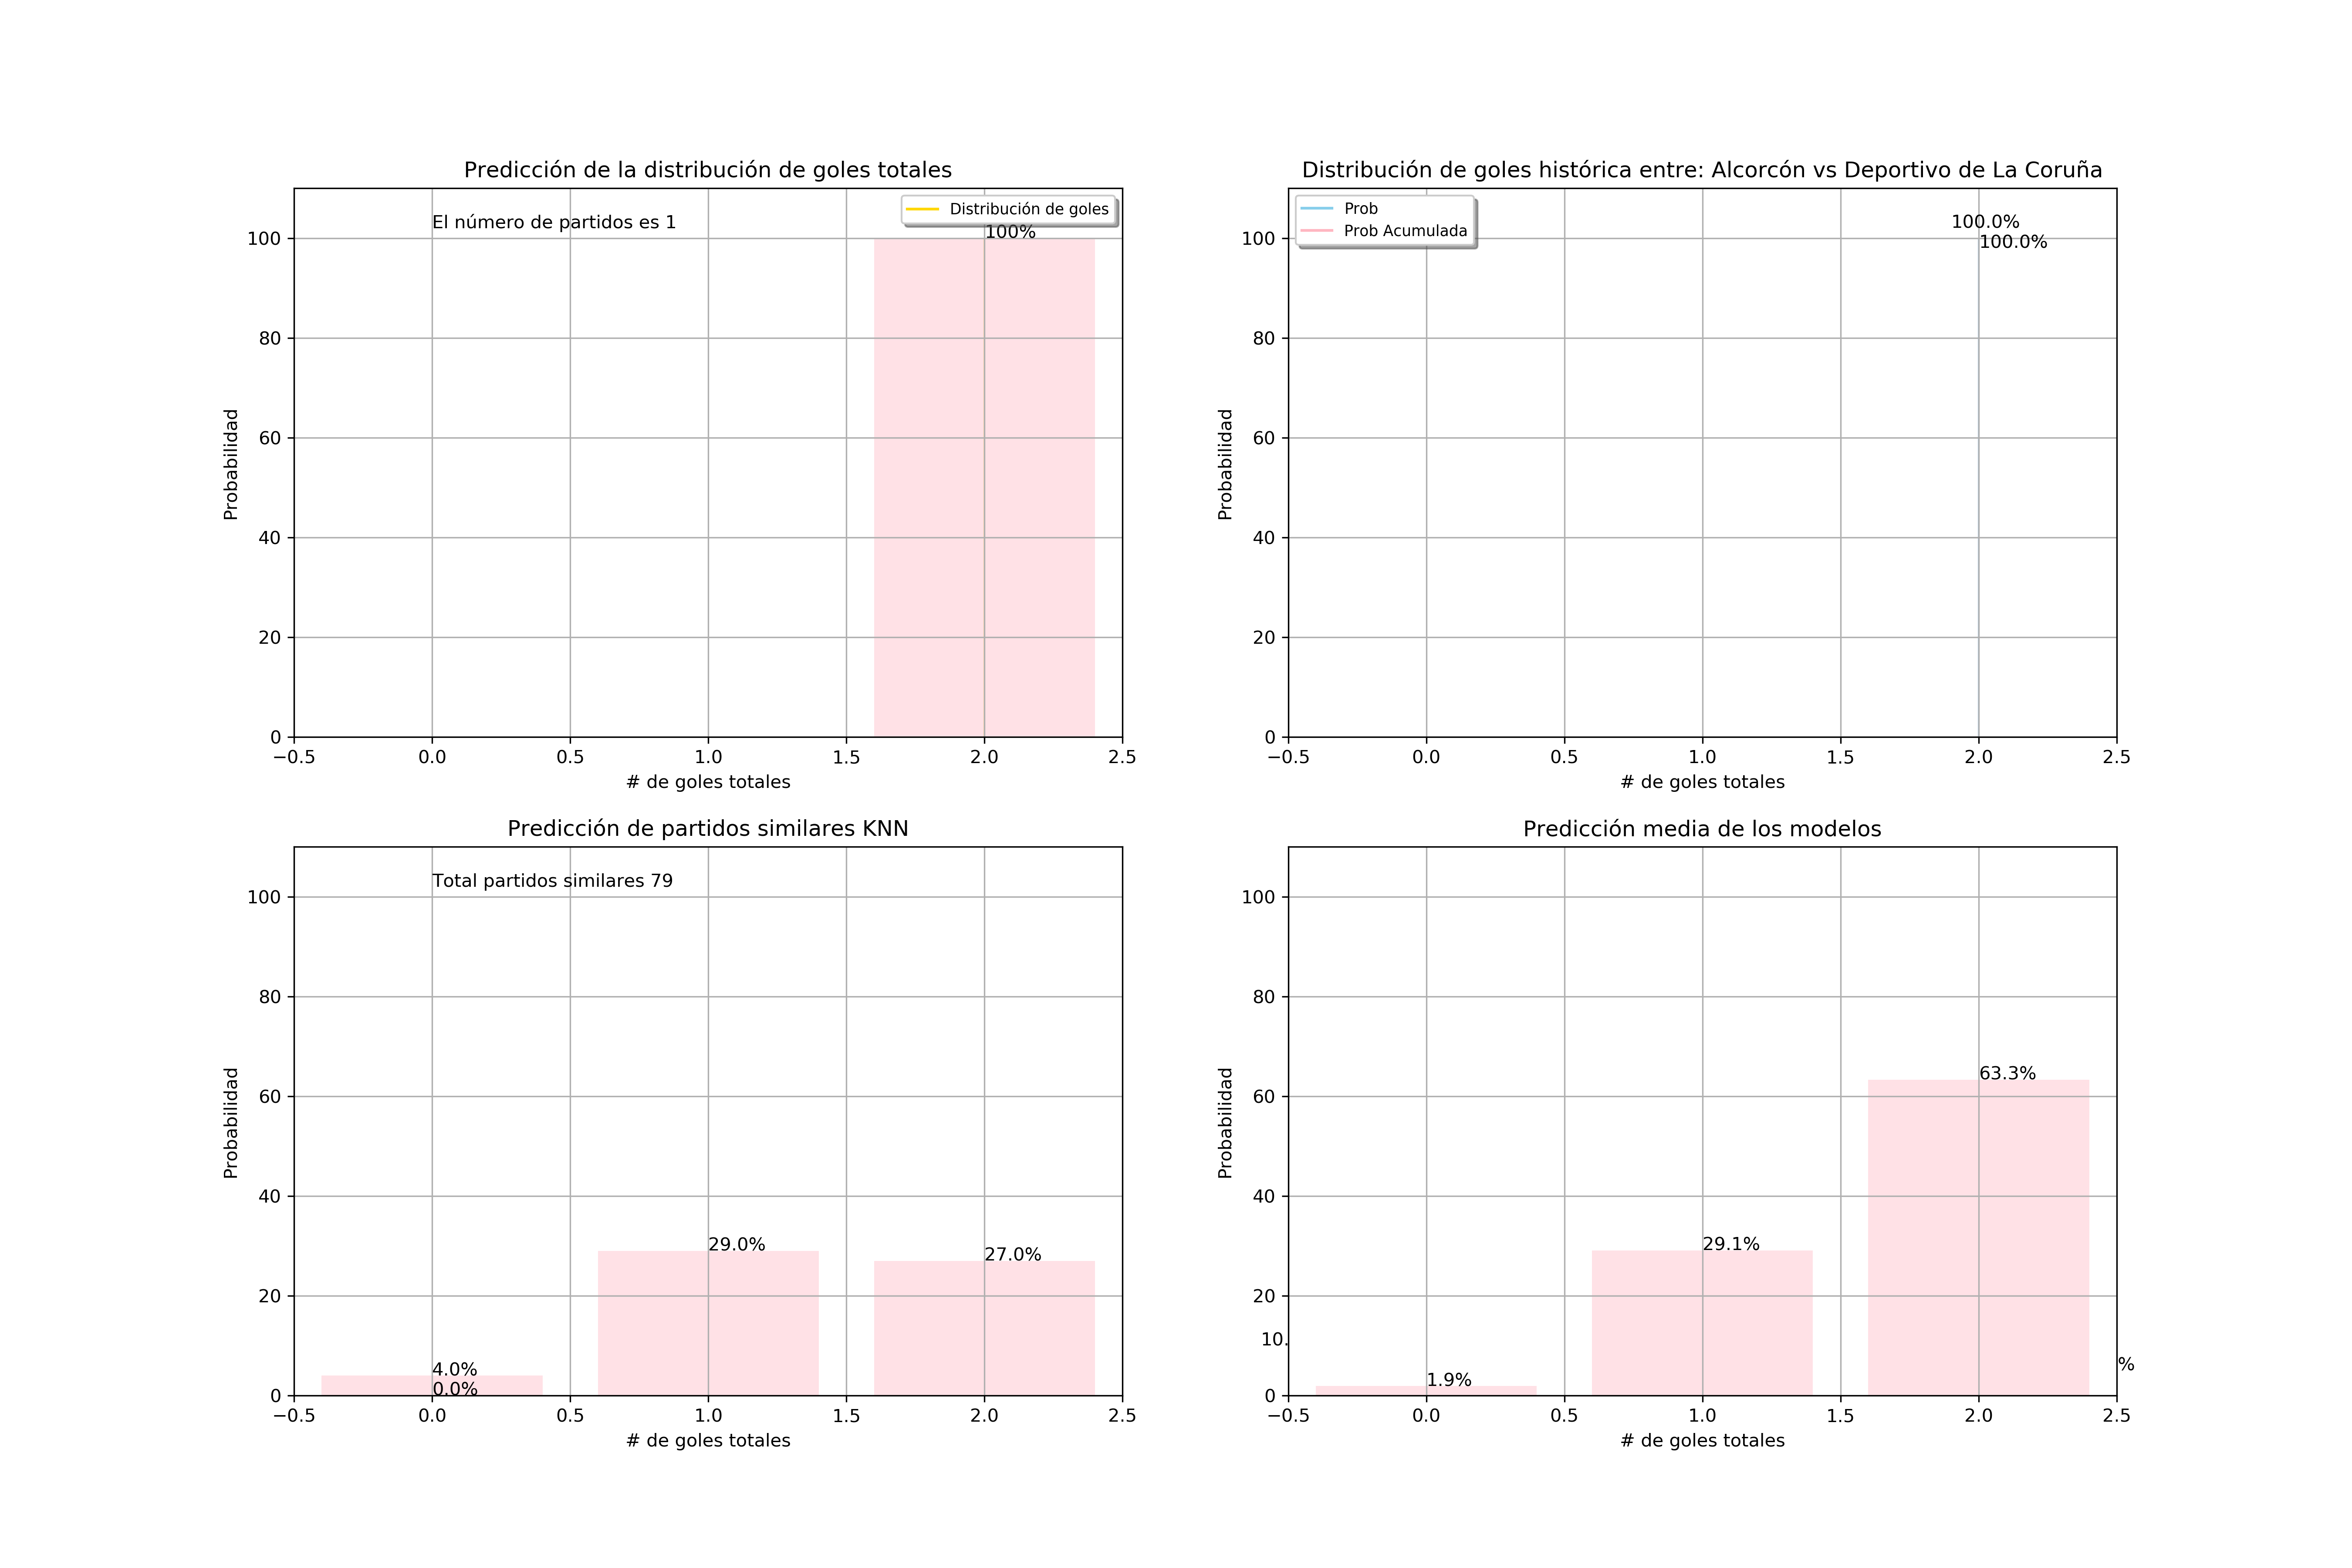 Predicción de la distribución de goles totales
El número de partidos es 1
Distribución de goles
100%
Probabilidad
100
80
60
40
20
0
−0.5 0.0 0.5 1.0 1.5 2.0 2.5
# de goles totales
Distribución de goles histórica entre: Alcorcón vs Deportivo de La Coruña
Prob
Prob Acumulada
100.0%
100.0%
Probabilidad
100
80
60
40
20
0
−0.5 0.0 0.5 1.0 1.5 2.0 2.5
# de goles totales
Predicción de partidos similares KNN
Total partidos similares 79
Probabilidad
100
80
60
40
20
0
4.0%
0.0%
29.0%
27.0%
−0.5 0.0 0.5 1.0 1.5 2.0 2.5
# de goles totales
Predicción media de los modelos
Probabilidad
100
80
60
40
20
0
10.
1.9%
29.1%
63.3%
%
−0.5 0.0 0.5 1.0 1.5 2.0 2.5
# de goles totales